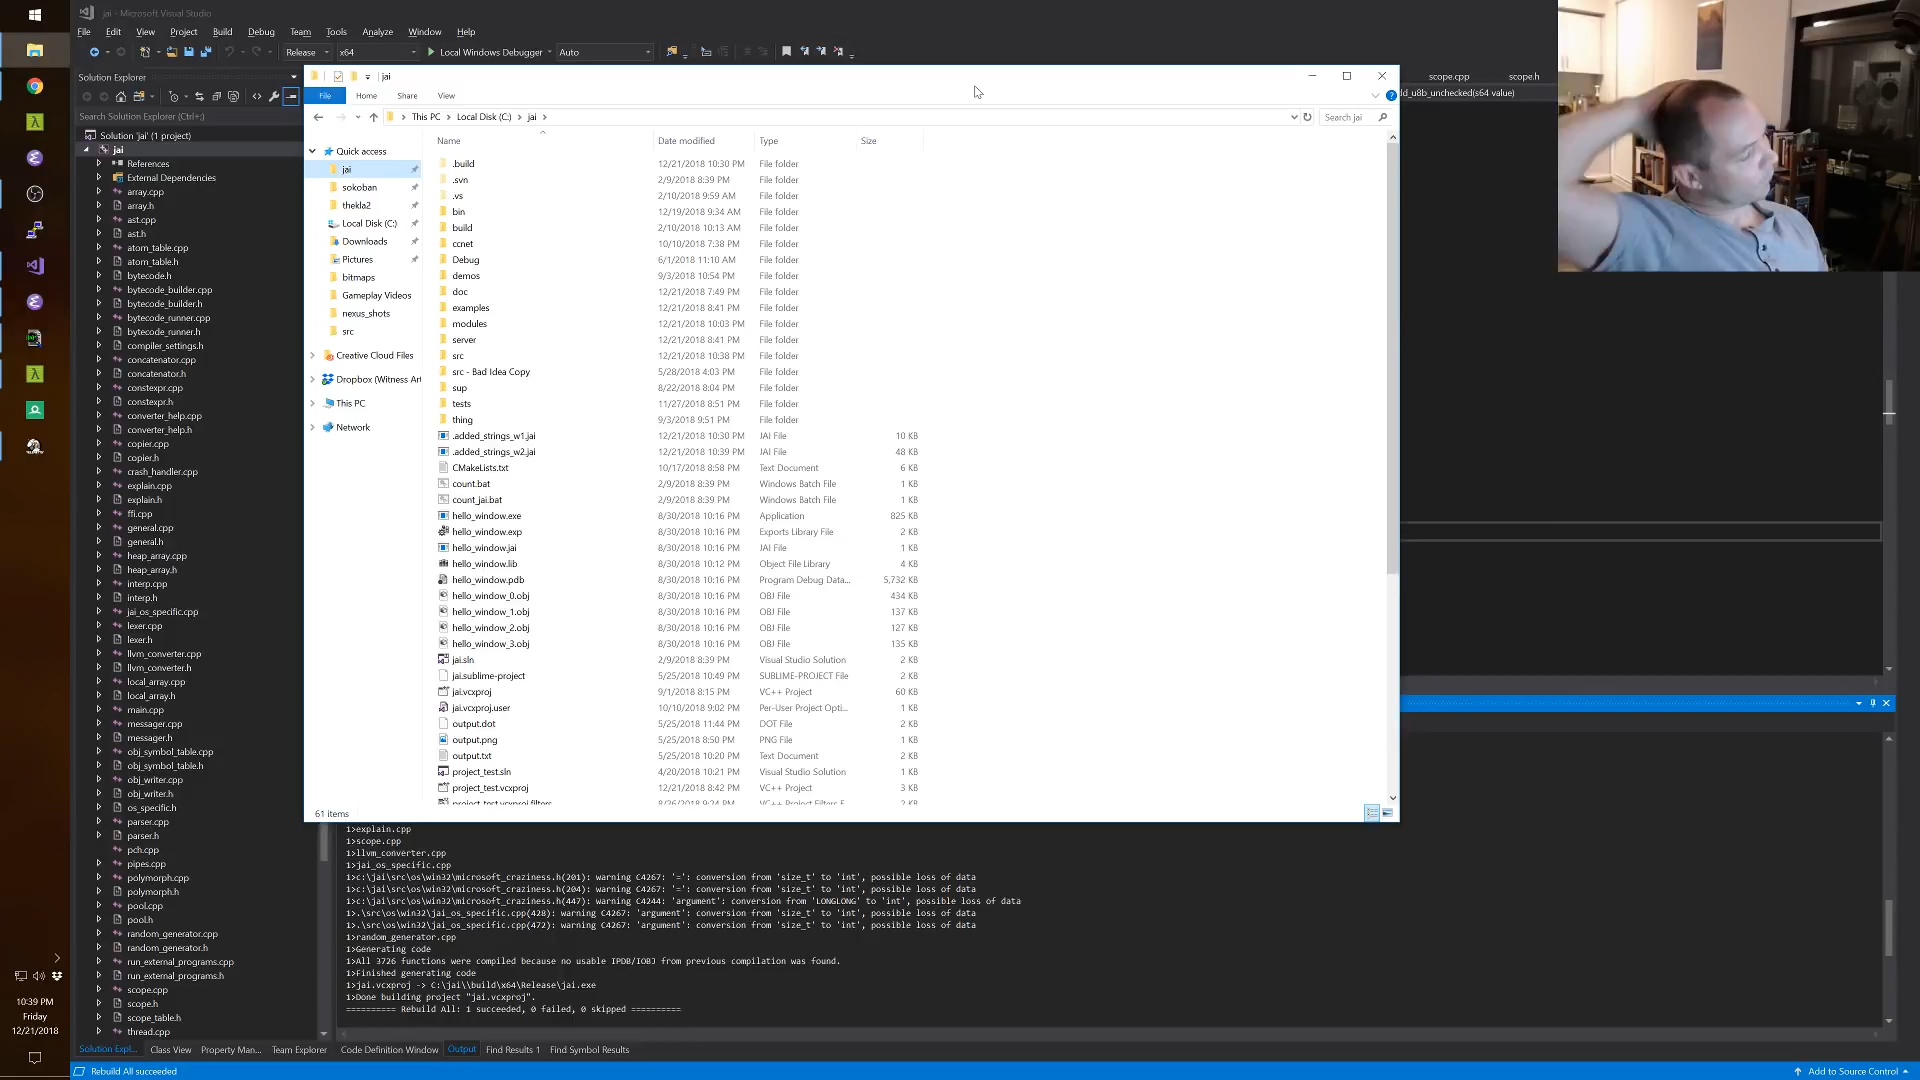 jai - Microsoft Visual Studio
File Edit View Project Build Debug Team Tools Analyze Window Help
Release x64 Local Windows Debugger Auto
Solution Explorer
Search Solution Explorer (Ctrl+;)
Solution 'jai' (1 project)
jai
References
External Dependencies
array.cpp
array.h
ast.cpp
ast.h
atom_table.cpp
atom_table.h
bytecode.h
bytecode_builder.cpp
bytecode_builder.h
bytecode_runner.cpp
bytecode_runner.h
compiler_settings.h
concatenator.cpp
concatenator.h
constexpr.cpp
constexpr.h
converter_help.cpp
converter_help.h
copier.cpp
copier.h
crash_handler.cpp
explain.cpp
explain.h
ffi.cpp
general.cpp
general.h
heap_array.cpp
heap_array.h
interp.cpp
interp.h
jai_os_specific.cpp
lexer.cpp
lexer.h
llvm_converter.cpp
llvm_converter.h
local_array.cpp
local_array.h
main.cpp
messager.cpp
messager.h
obj_symbol_table.cpp
obj_symbol_table.h
obj_writer.cpp
obj_writer.h
os_specific.h
parser.cpp
parser.h
pch.cpp
pipes.cpp
polymorph.cpp
polymorph.h
pool.cpp
pool.h
random_generator.cpp
random_generator.h
run_external_programs.cpp
run_external_programs.h
scope.cpp
scope.h
scope_table.h
thread.cpp
Solution Expl... Class View Property Man... Team Explorer
jai
File Home Share View
This PC Local Disk (C:) jai
Search jai
Quick access
jai
sokoban
thekla2
Local Disk (C:)
Downloads
Pictures
bitmaps
Gameplay Videos
nexus_shots
src
Creative Cloud Files
Dropbox (Witness Art
This PC
Network
Name Date modified Type Size
.build 12/21/2018 10:30 PM File folder
.svn 2/9/2018 8:39 PM File folder
.vs 2/10/2018 9:59 AM File folder
bin 12/19/2018 9:34 AM File folder
build 2/10/2018 10:13 AM File folder
ccnet 10/10/2018 7:38 PM File folder
Debug 6/1/2018 11:10 AM File folder
demos 9/3/2018 10:54 PM File folder
doc 12/21/2018 7:49 PM File folder
examples 12/21/2018 8:41 PM File folder
modules 12/21/2018 10:03 PM File folder
server 12/21/2018 8:41 PM File folder
src 12/21/2018 10:38 PM File folder
src - Bad Idea Copy 5/28/2018 4:03 PM File folder
sup 8/22/2018 8:04 PM File folder
tests 11/27/2018 8:51 PM File folder
thing 9/3/2018 9:51 PM File folder
.added_strings_w1.jai 12/21/2018 10:30 PM JAI File 10 KB
.added_strings_w2.jai 12/21/2018 10:39 PM JAI File 48 KB
CMakeLists.txt 10/17/2018 8:58 PM Text Document 6 KB
count.bat 2/9/2018 8:39 PM Windows Batch File 1 KB
count_jai.bat 2/9/2018 8:39 PM Windows Batch File 1 KB
hello_window.exe 8/30/2018 10:16 PM Application 825 KB
hello_window.exp 8/30/2018 10:16 PM Exports Library File 2 KB
hello_window.jai 8/30/2018 10:16 PM JAI File 1 KB
hello_window.lib 8/30/2018 10:12 PM Object File Library 4 KB
hello_window.pdb 8/30/2018 10:16 PM Program Debug Data... 5,732 KB
hello_window_0.obj 8/30/2018 10:16 PM OBJ File 434 KB
hello_window_1.obj 8/30/2018 10:16 PM OBJ File 137 KB
hello_window_2.obj 8/30/2018 10:16 PM OBJ File 127 KB
hello_window_3.obj 8/30/2018 10:16 PM OBJ File 135 KB
jai.sln 2/9/2018 8:39 PM Visual Studio Solution 2 KB
jai.sublime-project 5/25/2018 10:49 PM SUBLIME-PROJECT File 2 KB
jai.vcxproj 9/1/2018 8:15 PM VC++ Project 60 KB
jai.vcxproj.user 10/10/2018 9:02 PM Per-User Project Opti... 1 KB
output.dot 5/25/2018 11:44 PM DOT File 2 KB
output.png 5/25/2018 8:50 PM PNG File 1 KB
output.txt 5/25/2018 10:20 PM Text Document 2 KB
project_test.sln 4/20/2018 10:21 PM Visual Studio Solution 1 KB
project_test.vcxproj 12/21/2018 8:42 PM VC++ Project 3 KB
project_test.vcxproj.filters 8/26/2018 9:24 PM VC++ Project Filters F... 2 KB
61 items
scope.cpp scope.h
dd_u8b_unchecked(s64 value)
1>explain.cpp
1>scope.cpp
1>llvm_converter.cpp
1>jai_os_specific.cpp
1>c:\jai\src\os\win32\microsoft_craziness.h(201): warning C4267: '=': conversion from 'size_t' to 'int', possible loss of data
1>c:\jai\src\os\win32\microsoft_craziness.h(204): warning C4267: '=': conversion from 'size_t' to 'int', possible loss of data
1>c:\jai\src\os\win32\microsoft_craziness.h(447): warning C4244: 'argument': conversion from 'LONGLONG' to 'int', possible loss of data
1>.\src\os\win32\jai_os_specific.cpp(428): warning C4267: 'argument': conversion from 'size_t' to 'int', possible loss of data
1>.\src\os\win32\jai_os_specific.cpp(472): warning C4267: 'argument': conversion from 'size_t' to 'int', possible loss of data
1>random_generator.cpp
1>Generating code
1>All 3726 functions were compiled because no usable IPDB/IOBJ from previous compilation was found.
1>Finished generating code
1>jai.vcxproj -> C:\jai\\build\x64\Release\jai.exe
1>Done building project "jai.vcxproj".
========== Rebuild All: 1 succeeded, 0 failed, 0 skipped ==========
Code Definition Window Output Find Results 1 Find Symbol Results
10:39 PM
Friday
12/21/2018
Rebuild All succeeded
Add to Source Control